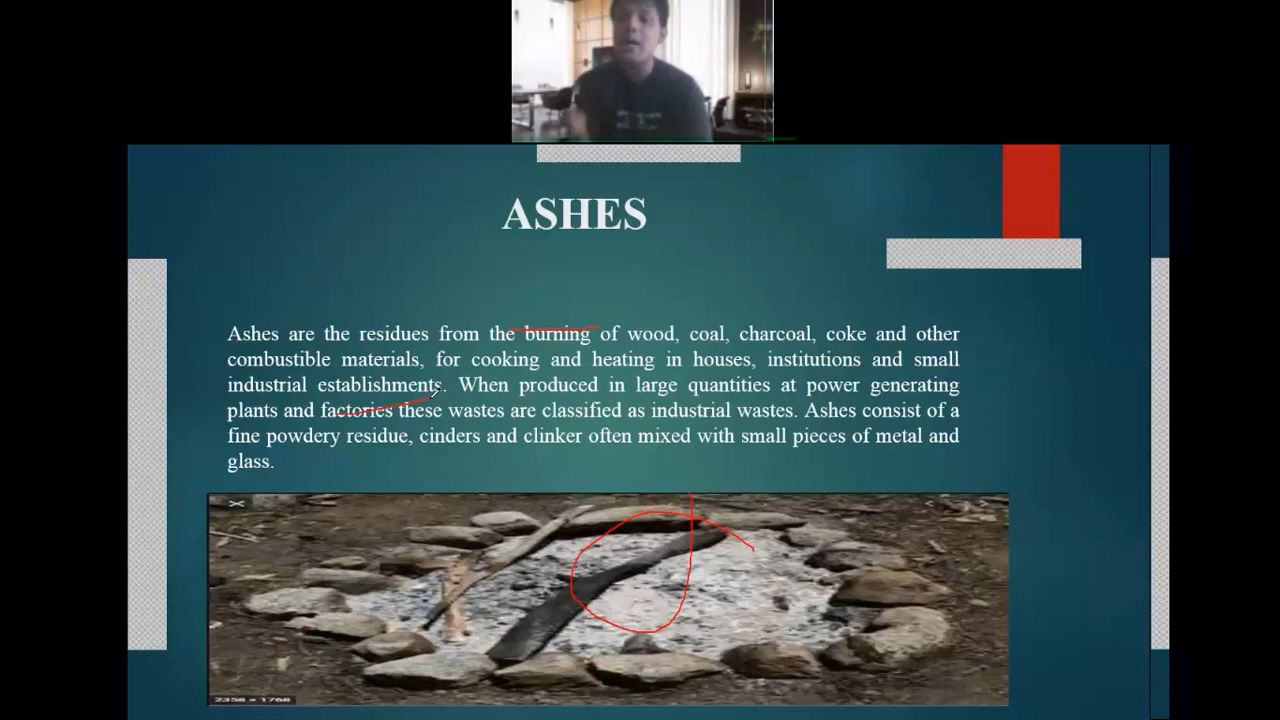 ASHES
Ashes are the residues from the burning of wood, coal, charcoal, coke and other
combustible materials, for cooking and heating in houses, institutions and small
industrial establishments. When produced in large quantities at power generating
plants and factories these wastes are classified as industrial wastes. Ashes consist of a
fine powdery residue, cinders and clinker often mixed with small pieces of metal and
glass.
2358 × 1768